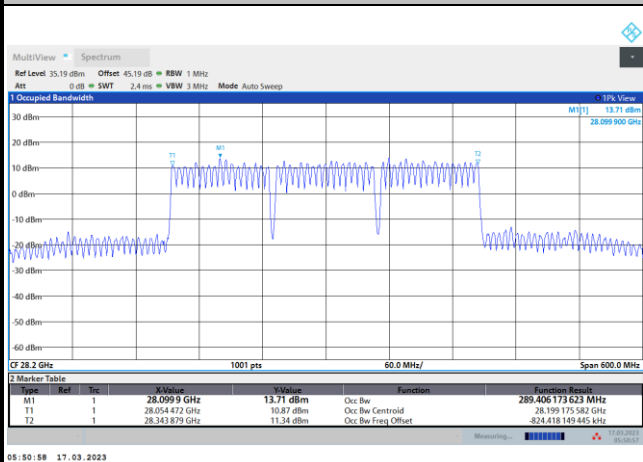 MultiView Spectrum
Ref Level 35.19 dBm Offset 45.19 dB RBW 1 MHz
Att 0 dB SWT 2.4 ms VBW 3 MHz Mode Auto Sweep
1 Occupied Bandwidth 1Pk View
M1[1] 13.71 dBm
28.099 900 GHz
30 dBm
20 dBm
T1 M1 T2
10 dBm
0 dBm
-10 dBm
-20 dBm
-30 dBm
-40 dBm
-50 dBm
-60 dBm
CF 28.2 GHz 1001 pts 60.0 MHz/ Span 600.0 MHz
2 Marker Table
Type Ref Trc X-Value Y-Value Function Function Result
M1 1 28.099 9 GHz 13.71 dBm Occ Bw 289.406 173 623 MHz
T1 1 28.054 472 GHz 10.87 dBm Occ Bw Centroid 28.199 175 582 GHz
T2 1 28.343 879 GHz 11.34 dBm Occ Bw Freq Offset -824.418 149 445 kHz
Measuring... 17.03.2023
05:50:57
05:50:58 17.03.2023